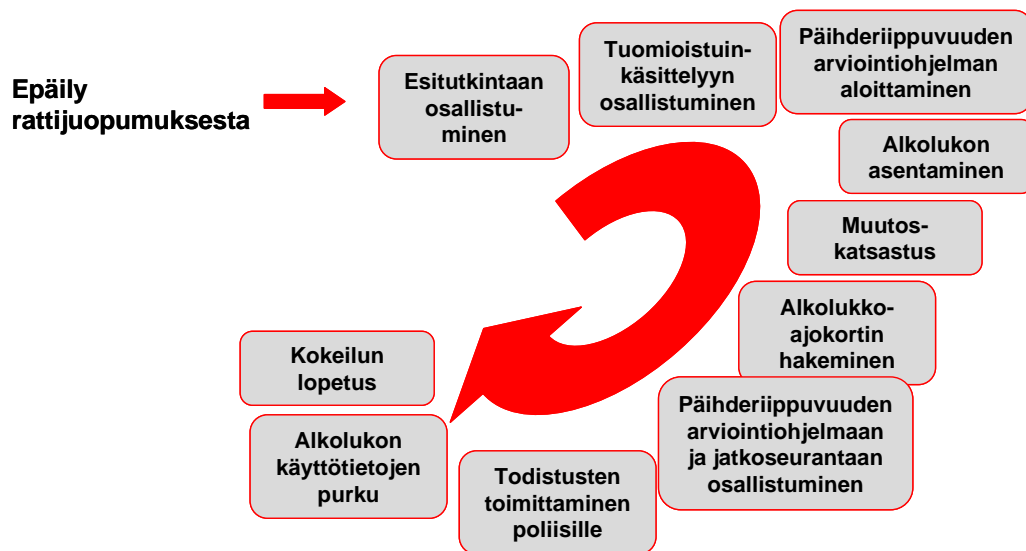 Epäily
rattijuopumuksesta
Esitutkintaan
osallistu-
minen
Tuomioistuin-
käsittelyyn
osallistuminen
Päihderiippuvuuden
arviointiohjelman
aloittaminen
Alkolukon
asentaminen
Muutos-
katsastus
Alkolukko-
ajokortin
hakeminen
Päihderiippuvuuden
arviointiohjelmaan
ja jatkoseurantaan
osallistuminen
Todistusten
toimittaminen
poliisille
Alkolukon
käyttötietojen
purku
Kokeilun
lopetus